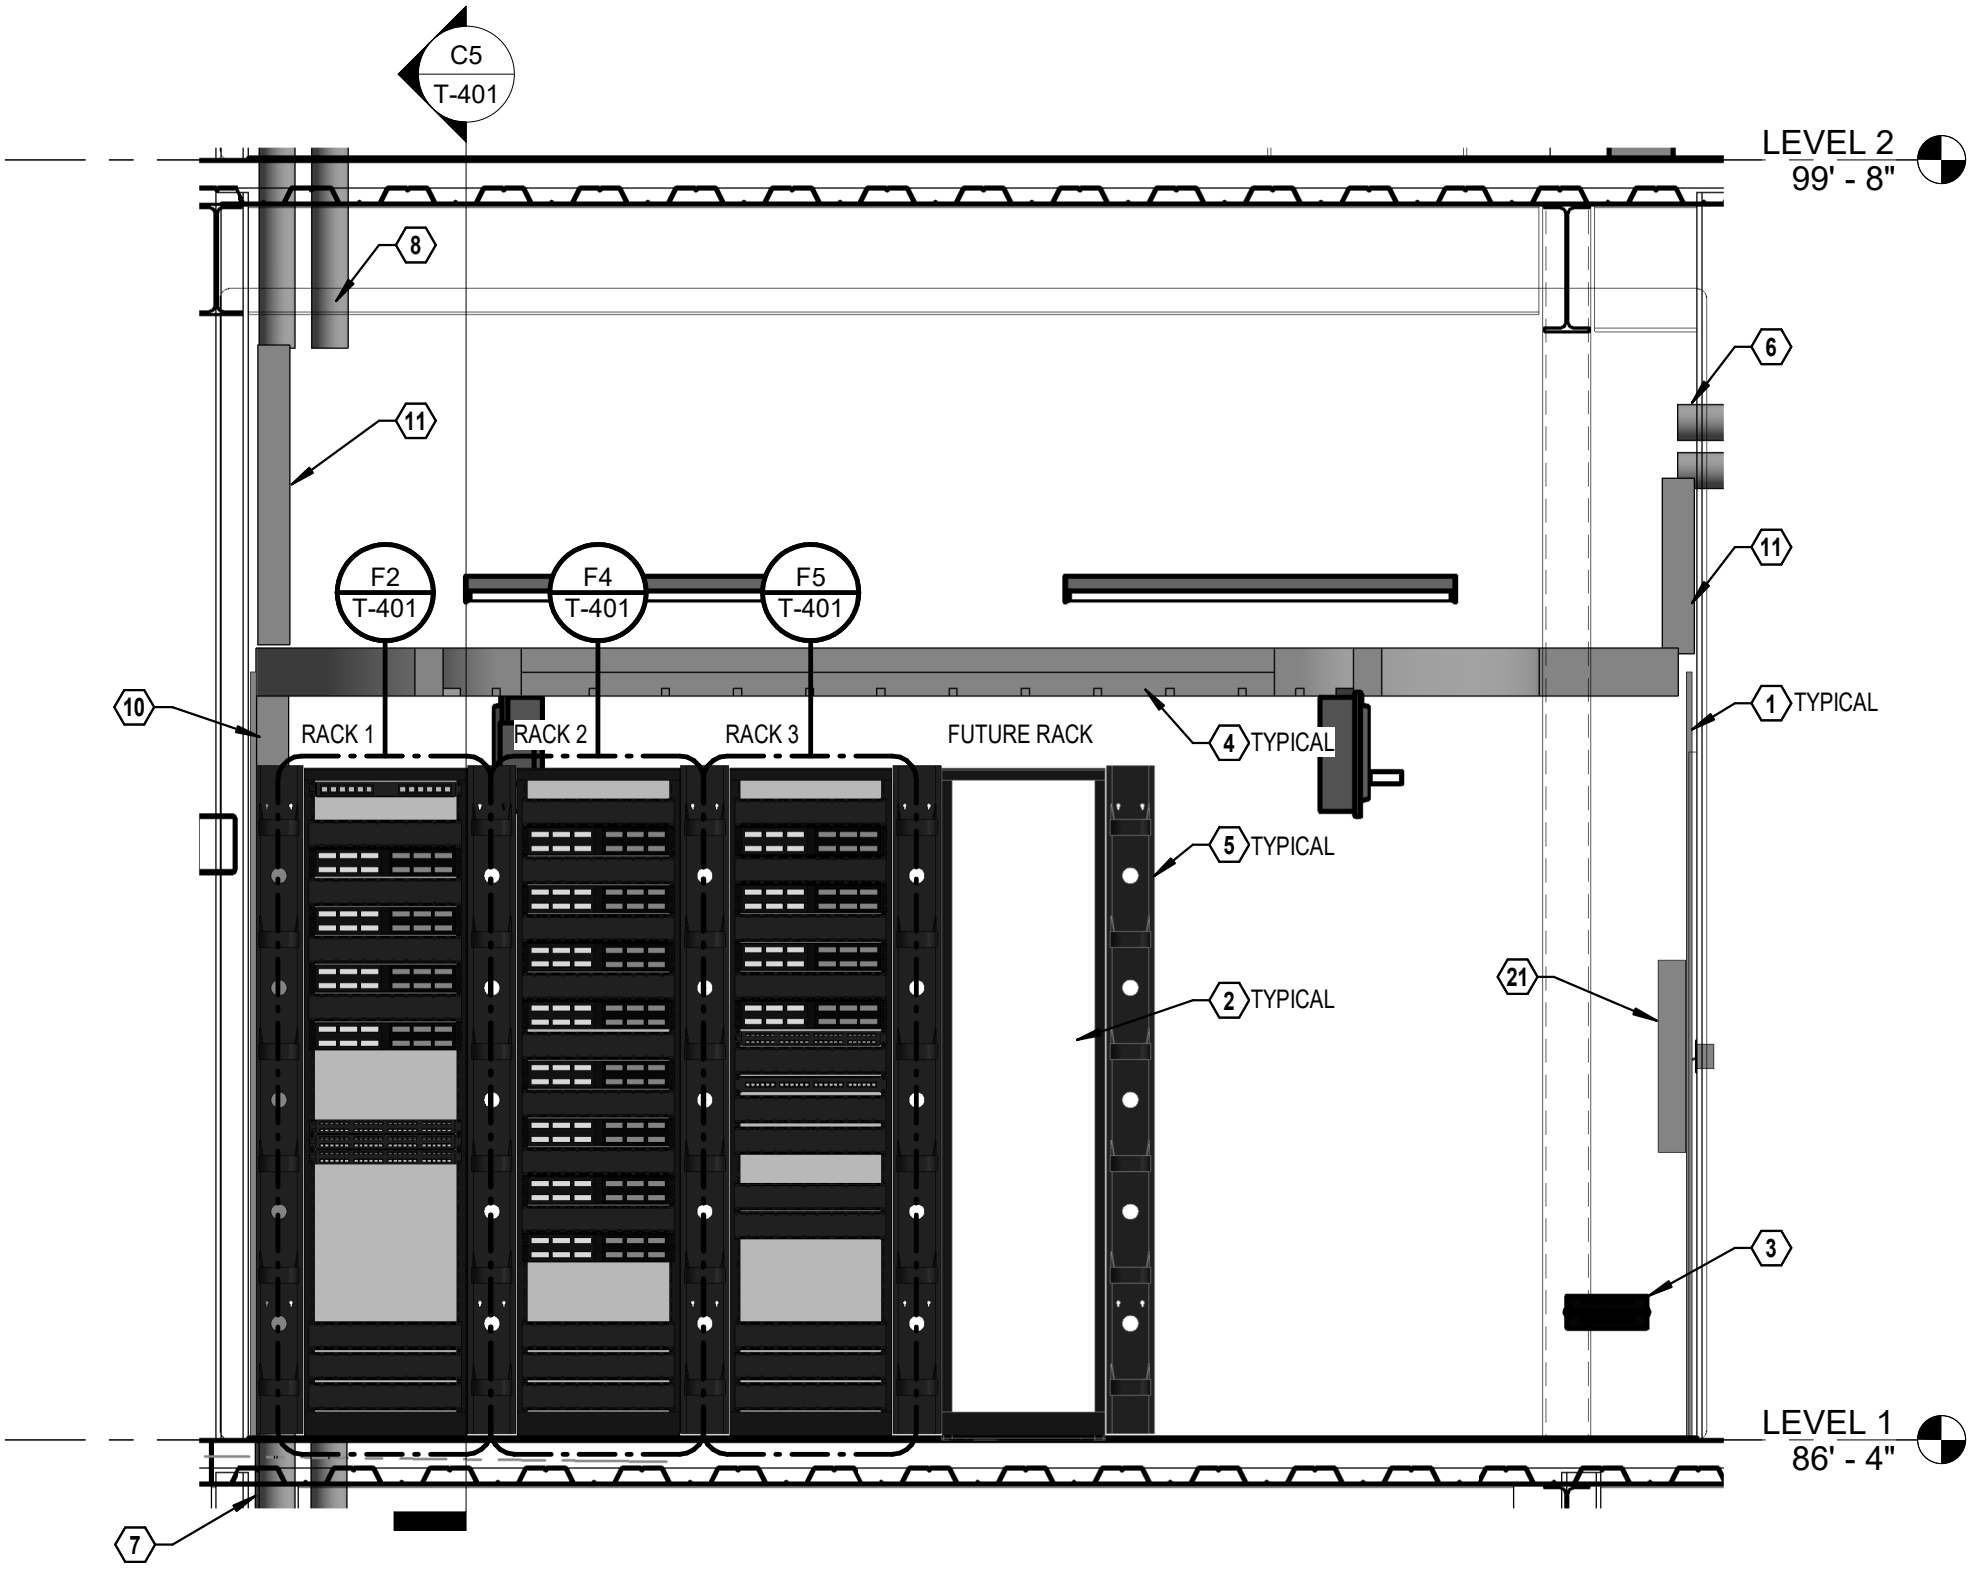 C5
T-401
LEVEL 2
99' - 8"
8
6
11
11
F2
T-401
F4
T-401
F5
T-401
10
1 TYPICAL
RACK 1
RACK 2
RACK 3
FUTURE RACK
4 TYPICAL
5 TYPICAL
21
2 TYPICAL
3
LEVEL 1
86' - 4"
7